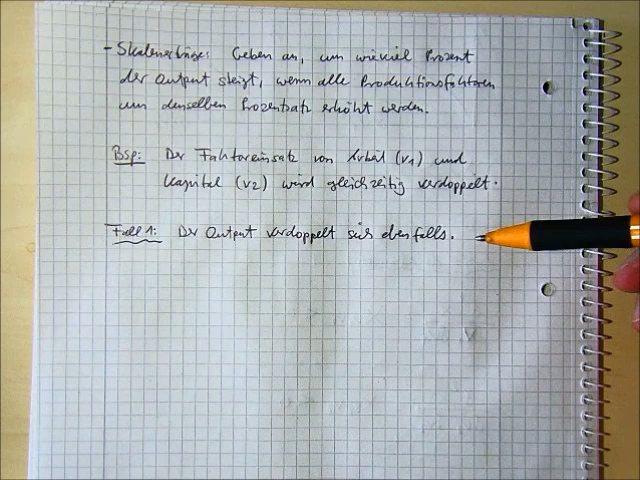 - Skalenerträge: Geben an, um wieviel Prozent
der Output steigt, wenn alle Produktionsfaktoren
um denselben Prozentsatz erhöht werden.
Bsp: Der Faktoreinsatz von Arbeit (v1) und
Kapital (v2) wird gleichzeitig verdoppelt.
Fall 1: Der Output verdoppelt sich ebenfalls.